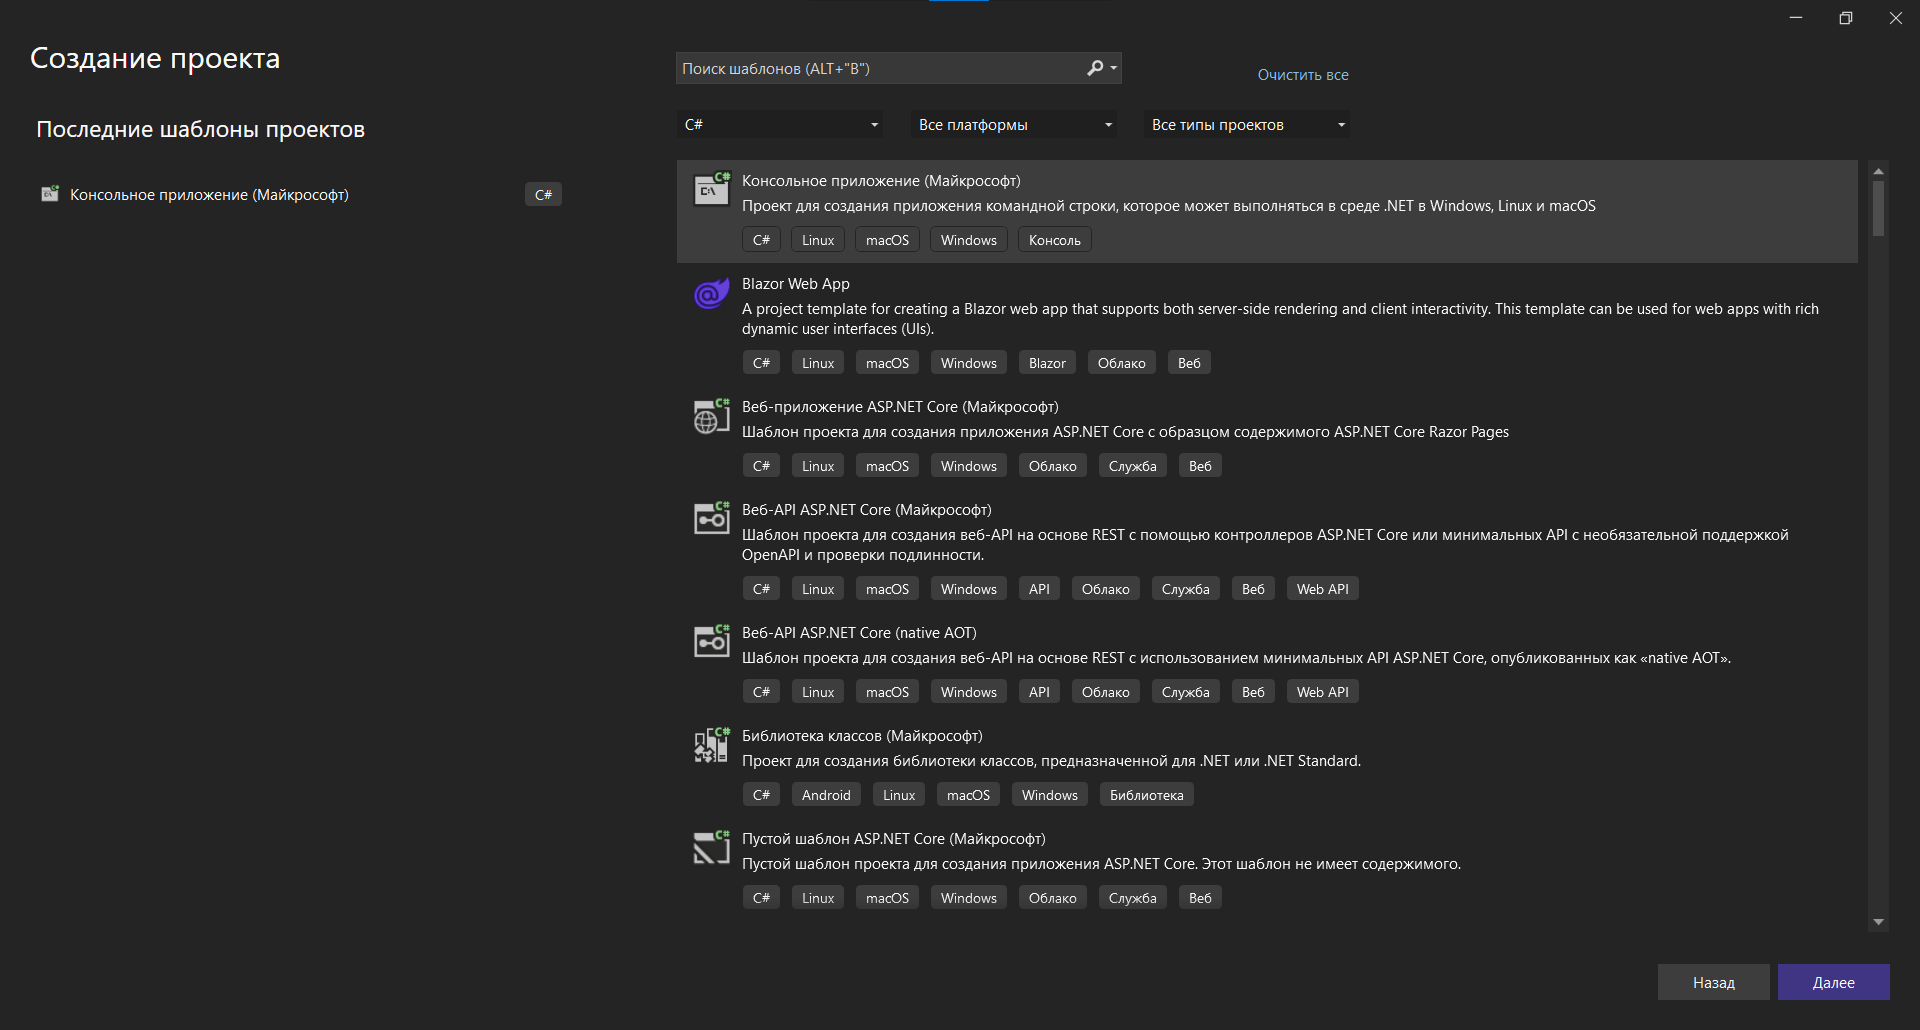 Создание проекта
Поиск шаблонов (ALT+"B")
Очистить все
Последние шаблоны проектов
C#
Все платформы
Все типы проектов
Консольное приложение (Майкрософт)
C#
Консольное приложение (Майкрософт)
Проект для создания приложения командной строки, которое может выполняться в среде .NET в Windows, Linux и macOS
C# Linux macOS Windows Консоль
Blazor Web App
A project template for creating a Blazor web app that supports both server-side rendering and client interactivity. This template can be used for web apps with rich
dynamic user interfaces (UIs).
C# Linux macOS Windows Blazor Облако Веб
Веб-приложение ASP.NET Core (Майкрософт)
Шаблон проекта для создания приложения ASP.NET Core с образцом содержимого ASP.NET Core Razor Pages
C# Linux macOS Windows Облако Служба Веб
Веб-API ASP.NET Core (Майкрософт)
Шаблон проекта для создания веб-API на основе REST с помощью контроллеров ASP.NET Core или минимальных API с необязательной поддержкой
OpenAPI и проверки подлинности.
C# Linux macOS Windows API Облако Служба Веб Web API
Веб-API ASP.NET Core (native AOT)
Шаблон проекта для создания веб-API на основе REST с использованием минимальных API ASP.NET Core, опубликованных как «native AOT».
C# Linux macOS Windows API Облако Служба Веб Web API
Библиотека классов (Майкрософт)
Проект для создания библиотеки классов, предназначенной для .NET или .NET Standard.
C# Android Linux macOS Windows Библиотека
Пустой шаблон ASP.NET Core (Майкрософт)
Пустой шаблон проекта для создания приложения ASP.NET Core. Этот шаблон не имеет содержимого.
C# Linux macOS Windows Облако Служба Веб
Назад
Далее